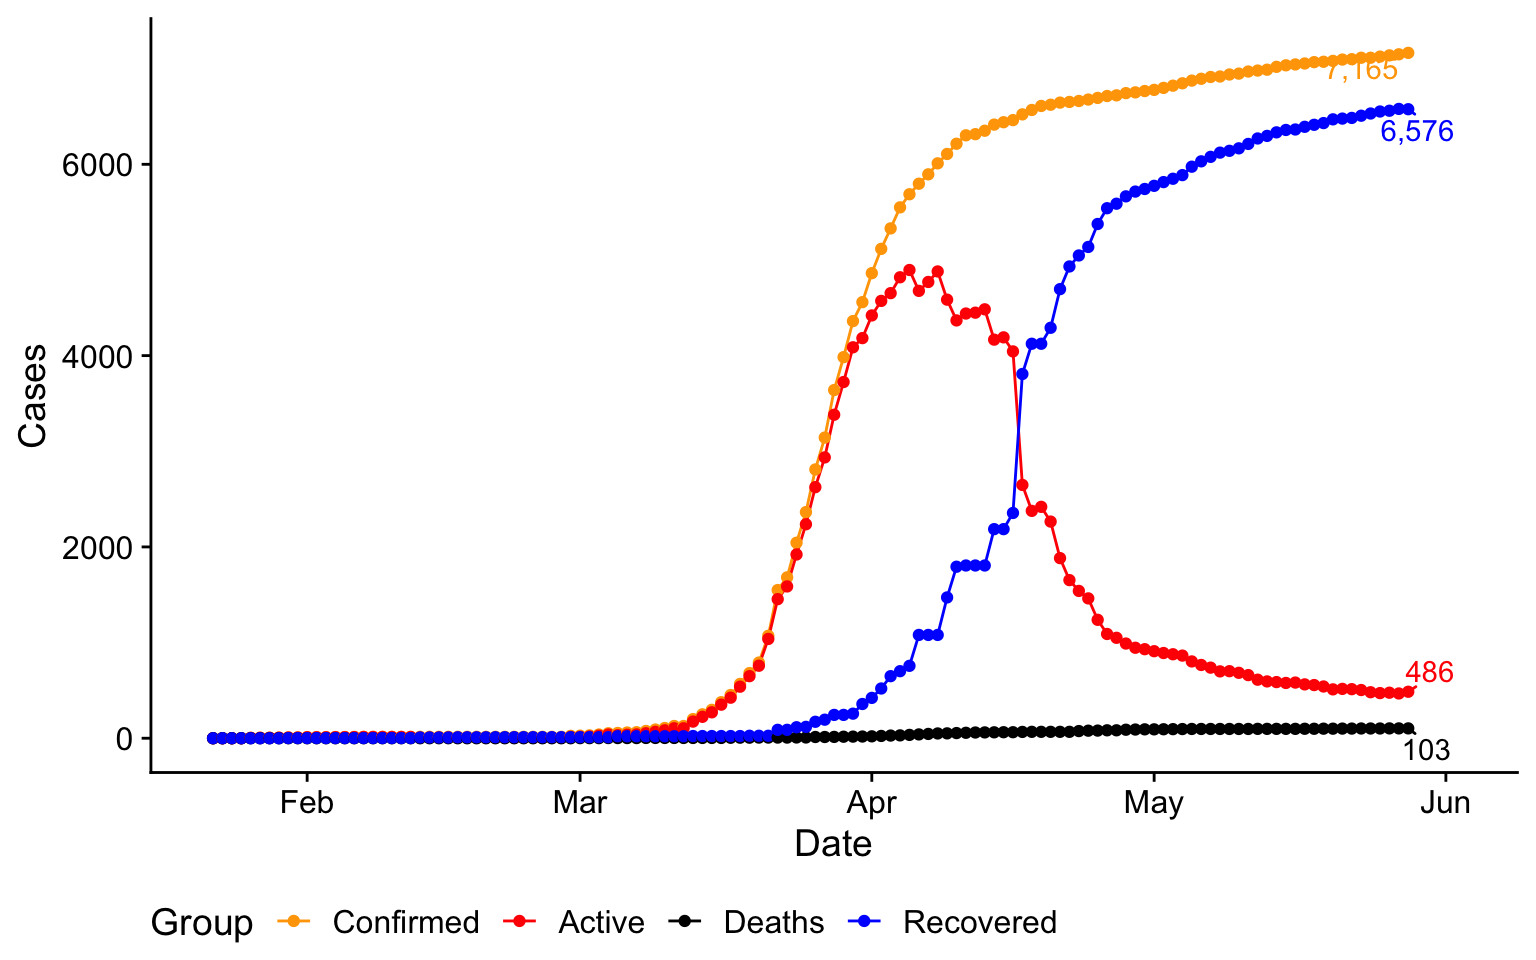 7,165
6,576
6000
4000
2000
486
0
103
Cases
Feb Mar Apr May Jun
Date
Group Confirmed Active Deaths Recovered